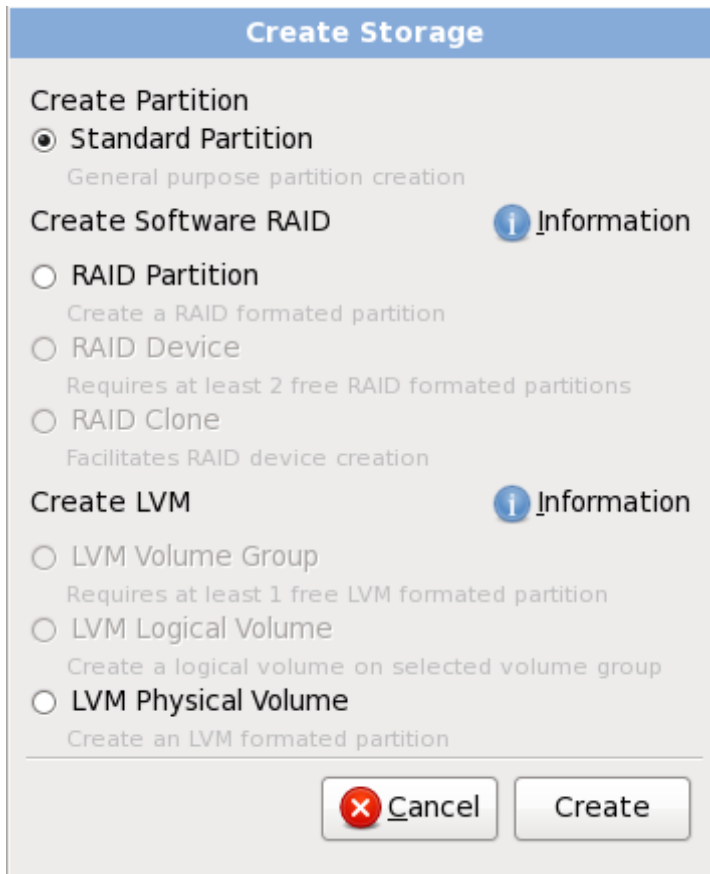 Create Storage
Create Partition
Standard Partition
General purpose partition creation
Create Software RAID Information
RAID Partition
Create a RAID formated partition
RAID Device
Requires at least 2 free RAID formated partitions
RAID Clone
Facilitates RAID device creation
Create LVM Information
LVM Volume Group
Requires at least 1 free LVM formated partition
LVM Logical Volume
Create a logical volume on selected volume group
LVM Physical Volume
Create an LVM formated partition
Cancel Create